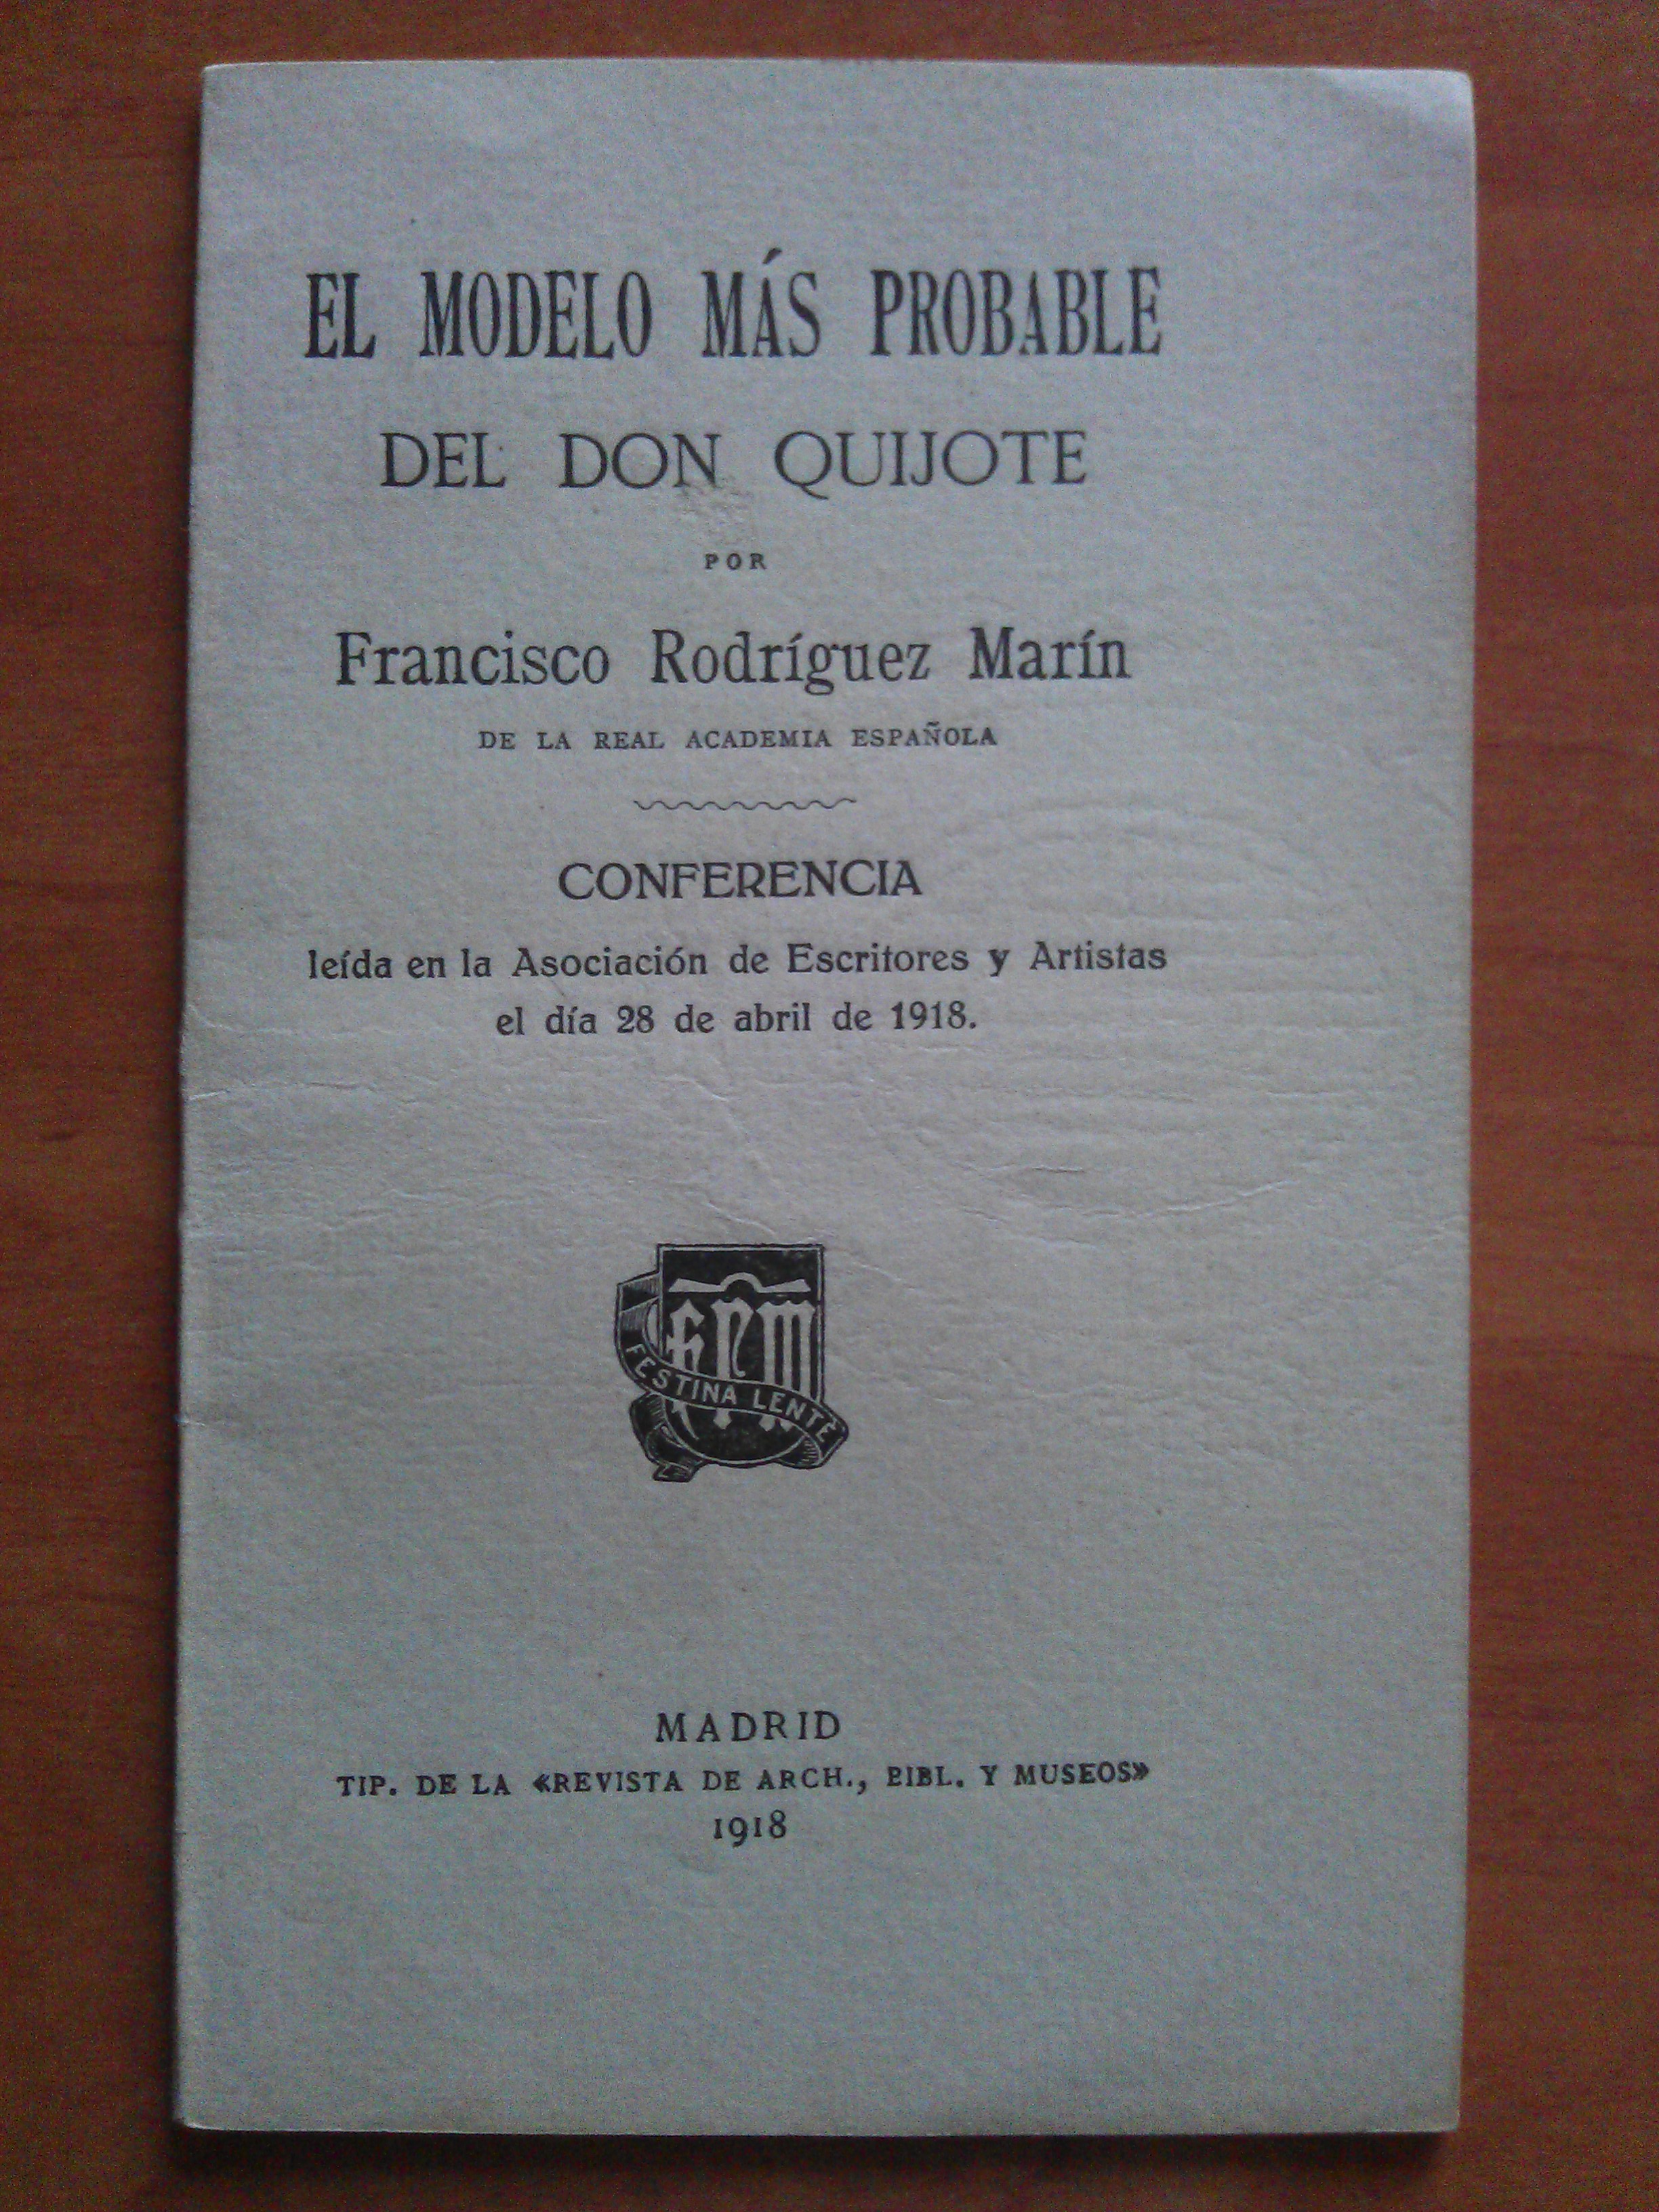 EL MODELO MÁS PROBABLE
DEL DON QUIJOTE
POR
Francisco Rodríguez Marín
DE LA REAL ACADEMIA ESPAÑOLA
CONFERENCIA
leída en la Asociación de Escritores y Artistas
el día 28 de abril de 1918.
FRM
FESTINA LENTE
MADRID
TIP. DE LA «REVISTA DE ARCH., BIBL. Y MUSEOS»
1918